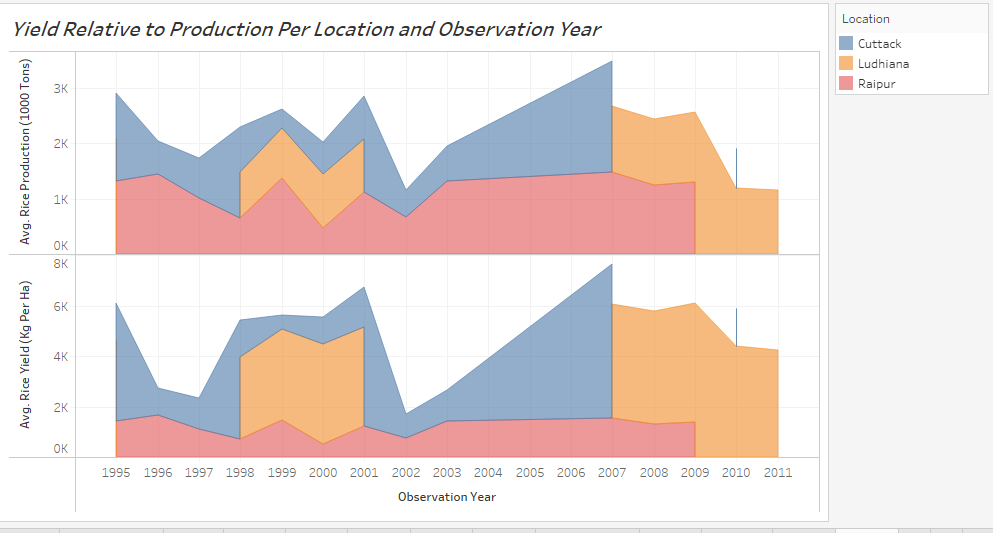 Yield Relative to Production Per Location and Observation Year
Location
Cuttack
Ludhiana
Raipur
Avg. Rice Production (1000 Tons)
3K
2K
1K
0K
Avg. Rice Yield (Kg Per Ha)
8K
6K
4K
2K
0K
1995 1996 1997 1998 1999 2000 2001 2002 2003 2004 2005 2006 2007 2008 2009 2010 2011
Observation Year